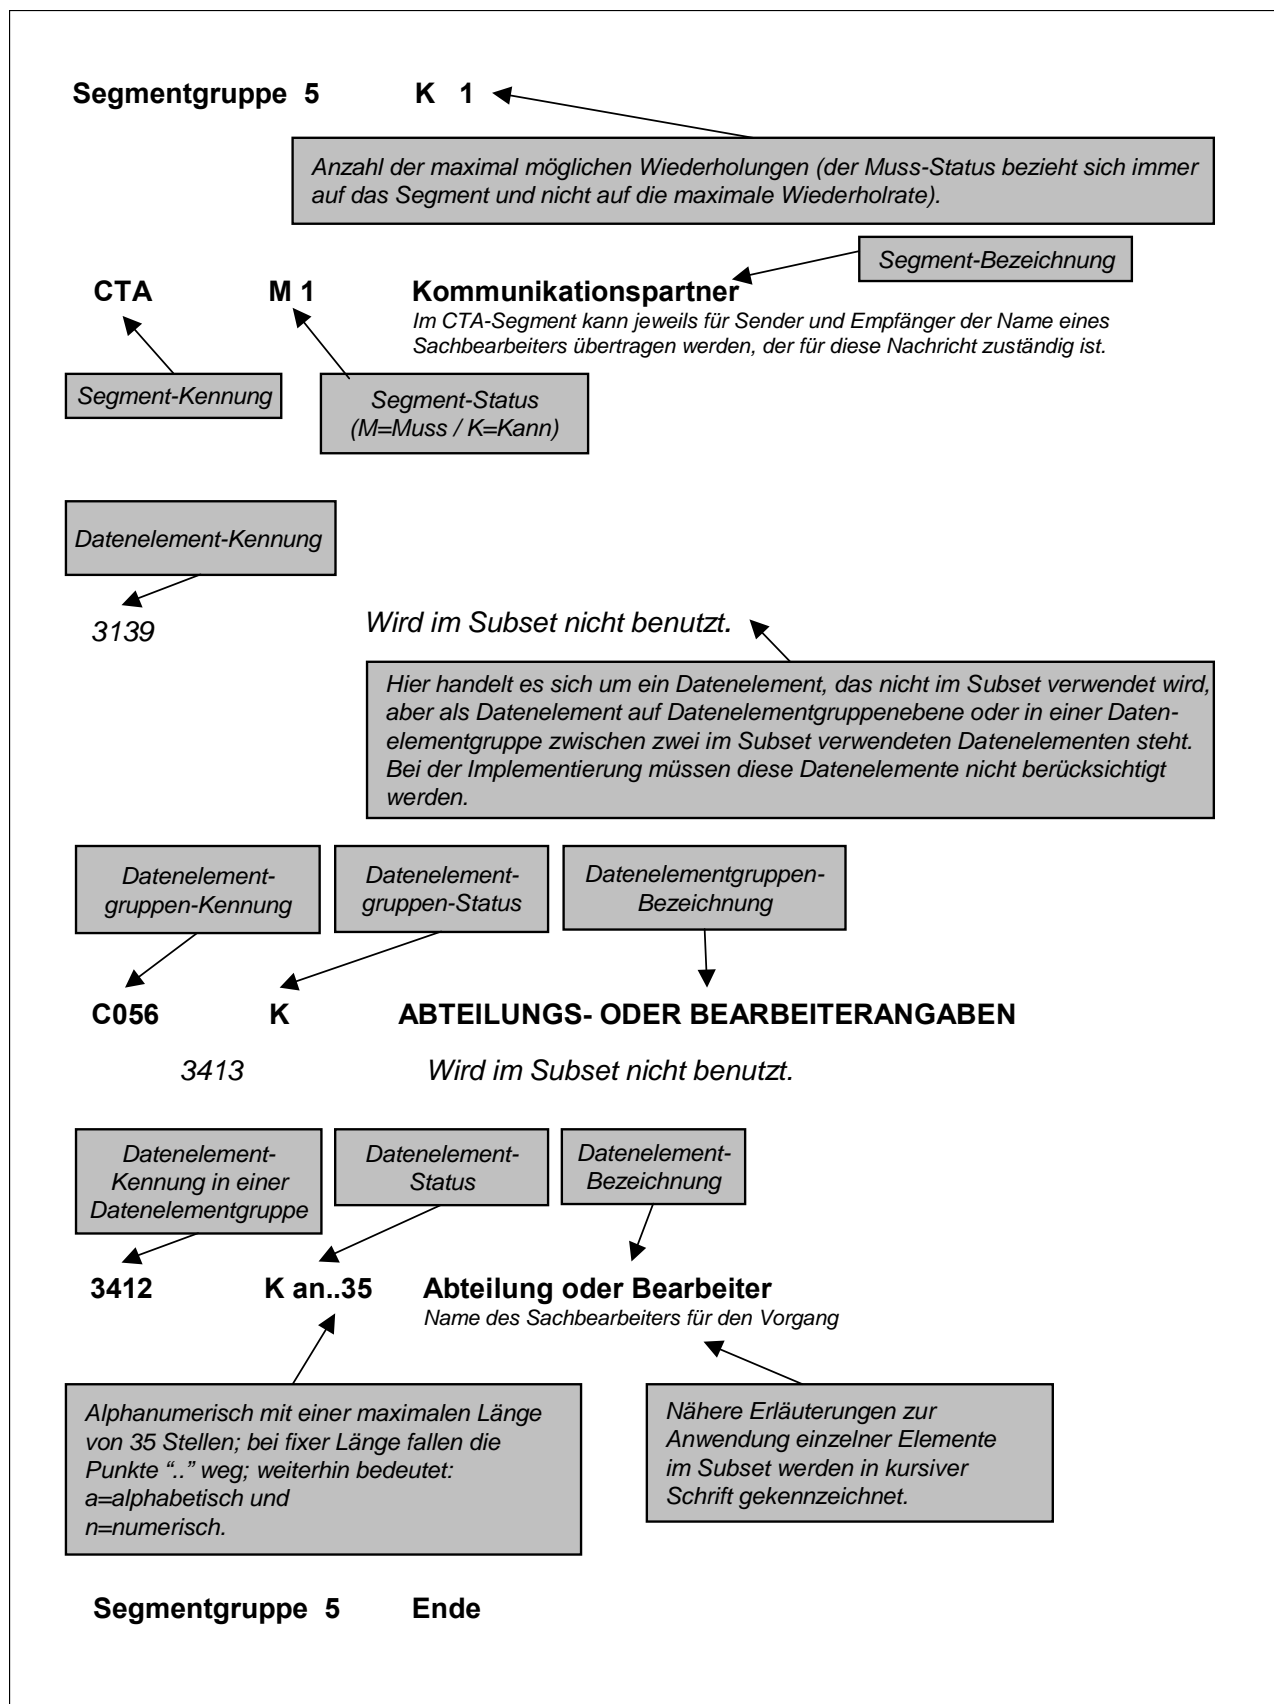 Segmentgruppe 5 K 1
Anzahl der maximal möglichen Wiederholungen (der Muss-Status bezieht sich immer
auf das Segment und nicht auf die maximale Wiederholrate).
Segment-Bezeichnung
CTA M 1 Kommunikationspartner
Im CTA-Segment kann jeweils für Sender und Empfänger der Name eines
Sachbearbeiters übertragen werden, der für diese Nachricht zuständig ist.
Segment-Kennung
Segment-Status
(M=Muss / K=Kann)
Datenelement-Kennung
3139 Wird im Subset nicht benutzt.
Hier handelt es sich um ein Datenelement, das nicht im Subset verwendet wird,
aber als Datenelement auf Datenelementgruppenebene oder in einer Daten-
elementgruppe zwischen zwei im Subset verwendeten Datenelementen steht.
Bei der Implementierung müssen diese Datenelemente nicht berücksichtigt
werden.
Datenelement-
gruppen-Kennung
Datenelement-
gruppen-Status
Datenelementgruppen-
Bezeichnung
C056 K ABTEILUNGS- ODER BEARBEITERANGABEN
3413 Wird im Subset nicht benutzt.
Datenelement-
Kennung in einer
Datenelementgruppe
Datenelement-
Status
Datenelement-
Bezeichnung
3412 K an..35 Abteilung oder Bearbeiter
Name des Sachbearbeiters für den Vorgang
Alphanumerisch mit einer maximalen Länge
von 35 Stellen; bei fixer Länge fallen die
Punkte “..” weg; weiterhin bedeutet:
a=alphabetisch und
n=numerisch.
Nähere Erläuterungen zur
Anwendung einzelner Elemente
im Subset werden in kursiver
Schrift gekennzeichnet.
Segmentgruppe 5 Ende